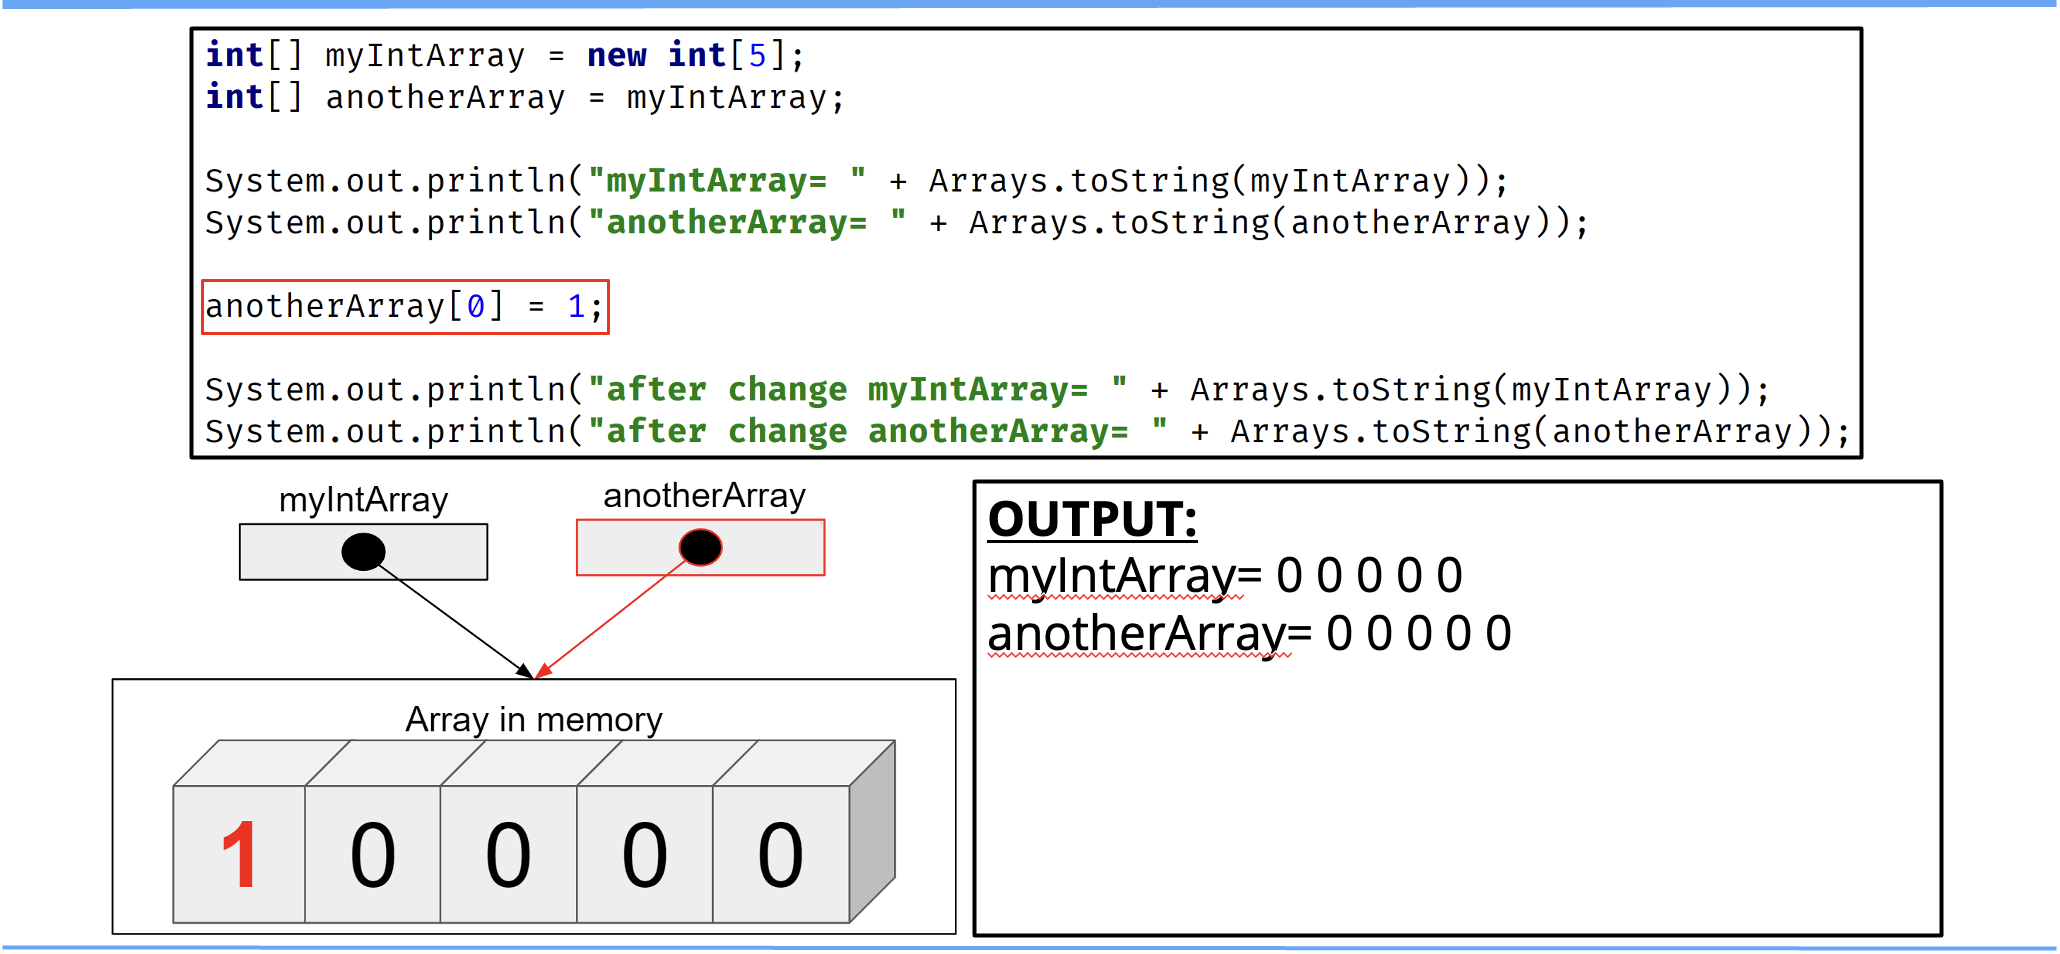 int[] myIntArray = new int[5];
int[] anotherArray = myIntArray;
System.out.println("myIntArray= " + Arrays.toString(myIntArray));
System.out.println("anotherArray= " + Arrays.toString(anotherArray));
anotherArray[0] = 1;
System.out.println("after change myIntArray= " + Arrays.toString(myIntArray));
System.out.println("after change anotherArray= " + Arrays.toString(anotherArray));
myIntArray
anotherArray
Array in memory
1 0 0 0 0
OUTPUT:
myIntArray= 0 0 0 0 0
anotherArray= 0 0 0 0 0